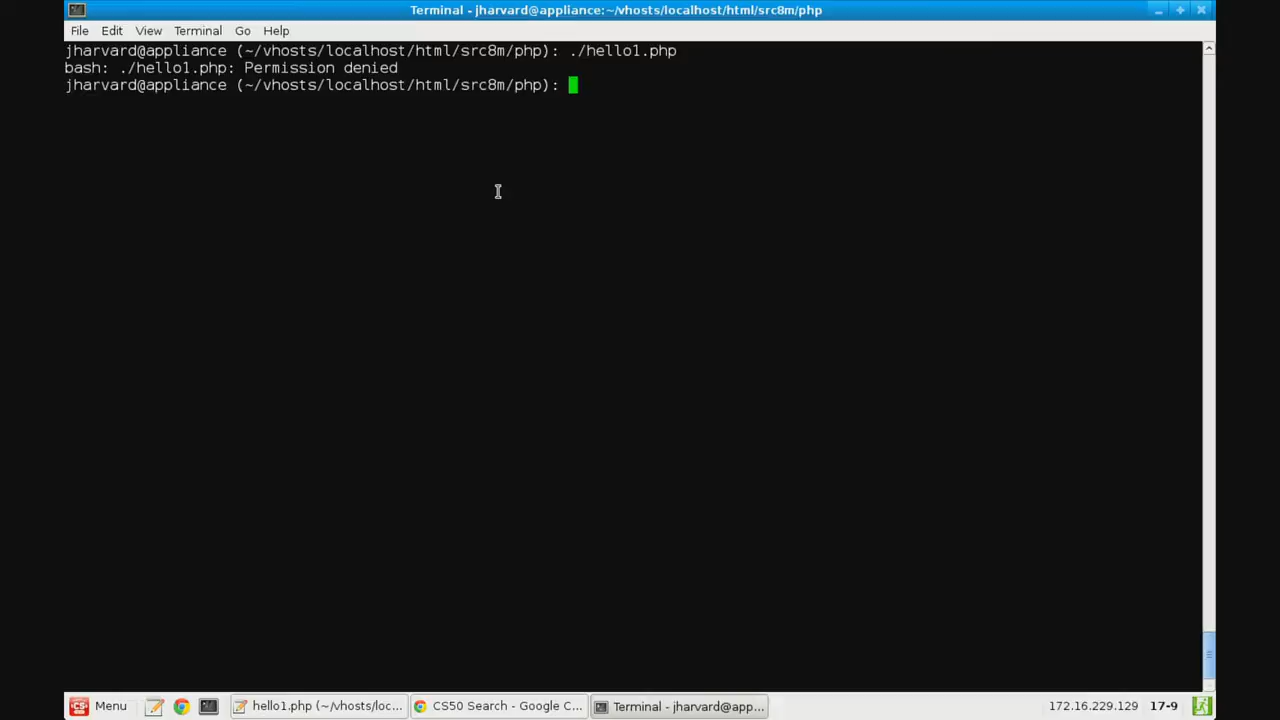 Terminal - jharvard@appliance:~/vhosts/localhost/html/src8m/php
File Edit View Terminal Go Help
jharvard@appliance (~/vhosts/localhost/html/src8m/php): ./hello1.php
bash: ./hello1.php: Permission denied
jharvard@appliance (~/vhosts/localhost/html/src8m/php):
CS Menu hello1.php (~/vhosts/loc... CS50 Search - Google C... Terminal - jharvard@app... 172.16.229.129 17-9